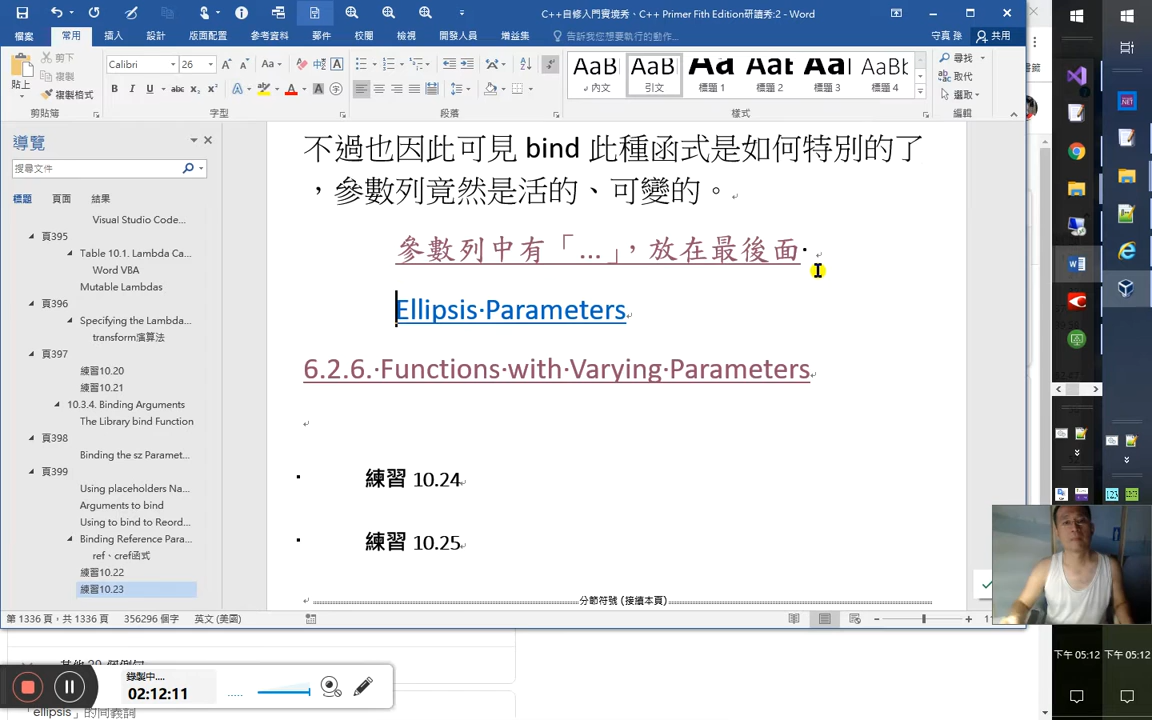 C++自修入門實境秀、C++ Primer Fith Edition研讀秀:2 - Word
檔案
常用
插入
設計
版面配置
參考資料
郵件
校閱
檢視
開發人員
增益集
告訴我您想要執行的動作...
守真 孫
共用
貼上
剪下
複製
複製格式
剪貼簿
Calibri
26
字型
段落
AaB
內文
AaBb
引文
Aa
標題 1
AaBt
標題 2
AaB
標題 3
AaBb
標題 4
樣式
尋找
取代
選取
編輯
導覽
搜尋文件
標題
頁面
結果
Visual Studio Code...
頁395
Table 10.1. Lambda Ca...
Word VBA
Mutable Lambdas
頁396
Specifying the Lambda...
transform演算法
頁397
練習10.20
練習10.21
10.3.4. Binding Arguments
The Library bind Function
頁398
Binding the sz Paramet...
頁399
Using placeholders Na...
Arguments to bind
Using to bind to Reord...
Binding Reference Para...
ref、cref函式
練習10.22
練習10.23
不過也因此可見 bind 此種函式是如何特別的了
，參數列竟然是活的、可變的。
參數列中有「...」，放在最後面
Ellipsis Parameters
6.2.6. Functions with Varying Parameters
練習 10.24
練習 10.25
分節符號 (接續本頁)
第 1336 頁，共 1336 頁
356296 個字
英文 (美國)
錄製中...
02:12:11
「ellipsis」的同義詞
下午 05:12
下午 05:12